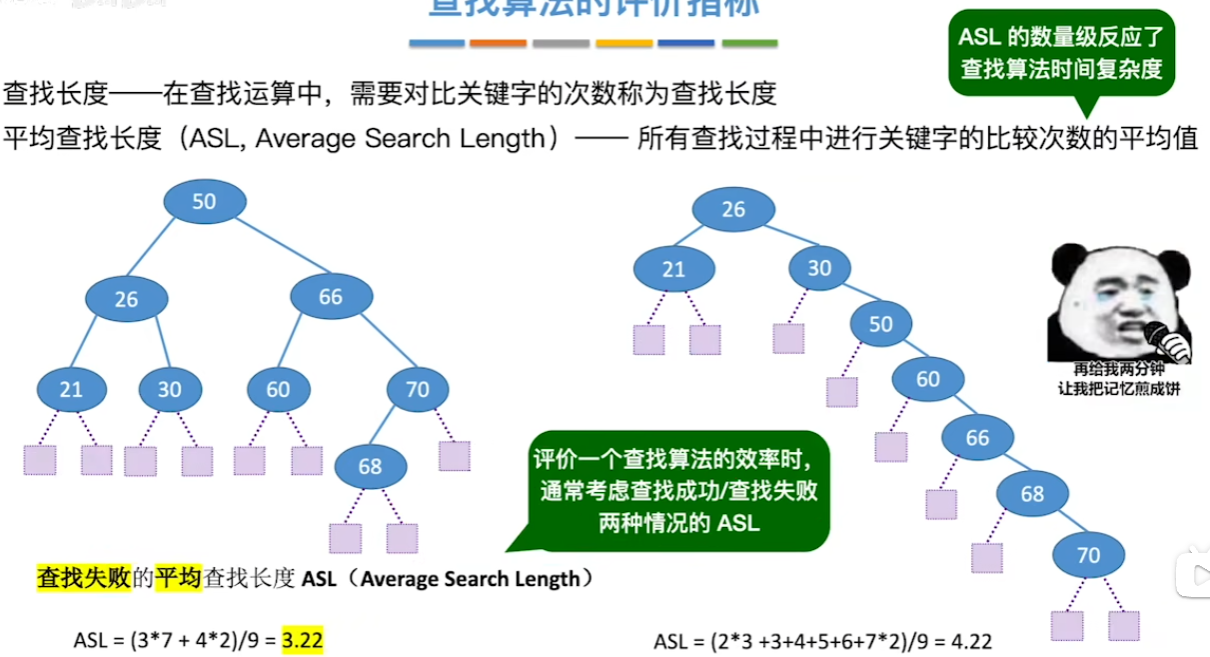 查找算法的评价指标
ASL 的数量级反应了
查找算法时间复杂度
查找长度——在查找运算中，需要对比关键字的次数称为查找长度
平均查找长度（ASL, Average Search Length）—— 所有查找过程中进行关键字的比较次数的平均值
50
26
66
21
30
60
70
68
26
21
30
50
60
66
68
70
再给我两分钟
让我把记忆煎成饼
评价一个查找算法的效率时，
通常考虑查找成功/查找失败
两种情况的 ASL
查找失败的平均查找长度 ASL（Average Search Length）
ASL = (3*7 + 4*2)/9 = 3.22
ASL = (2*3 +3+4+5+6+7*2)/9 = 4.22